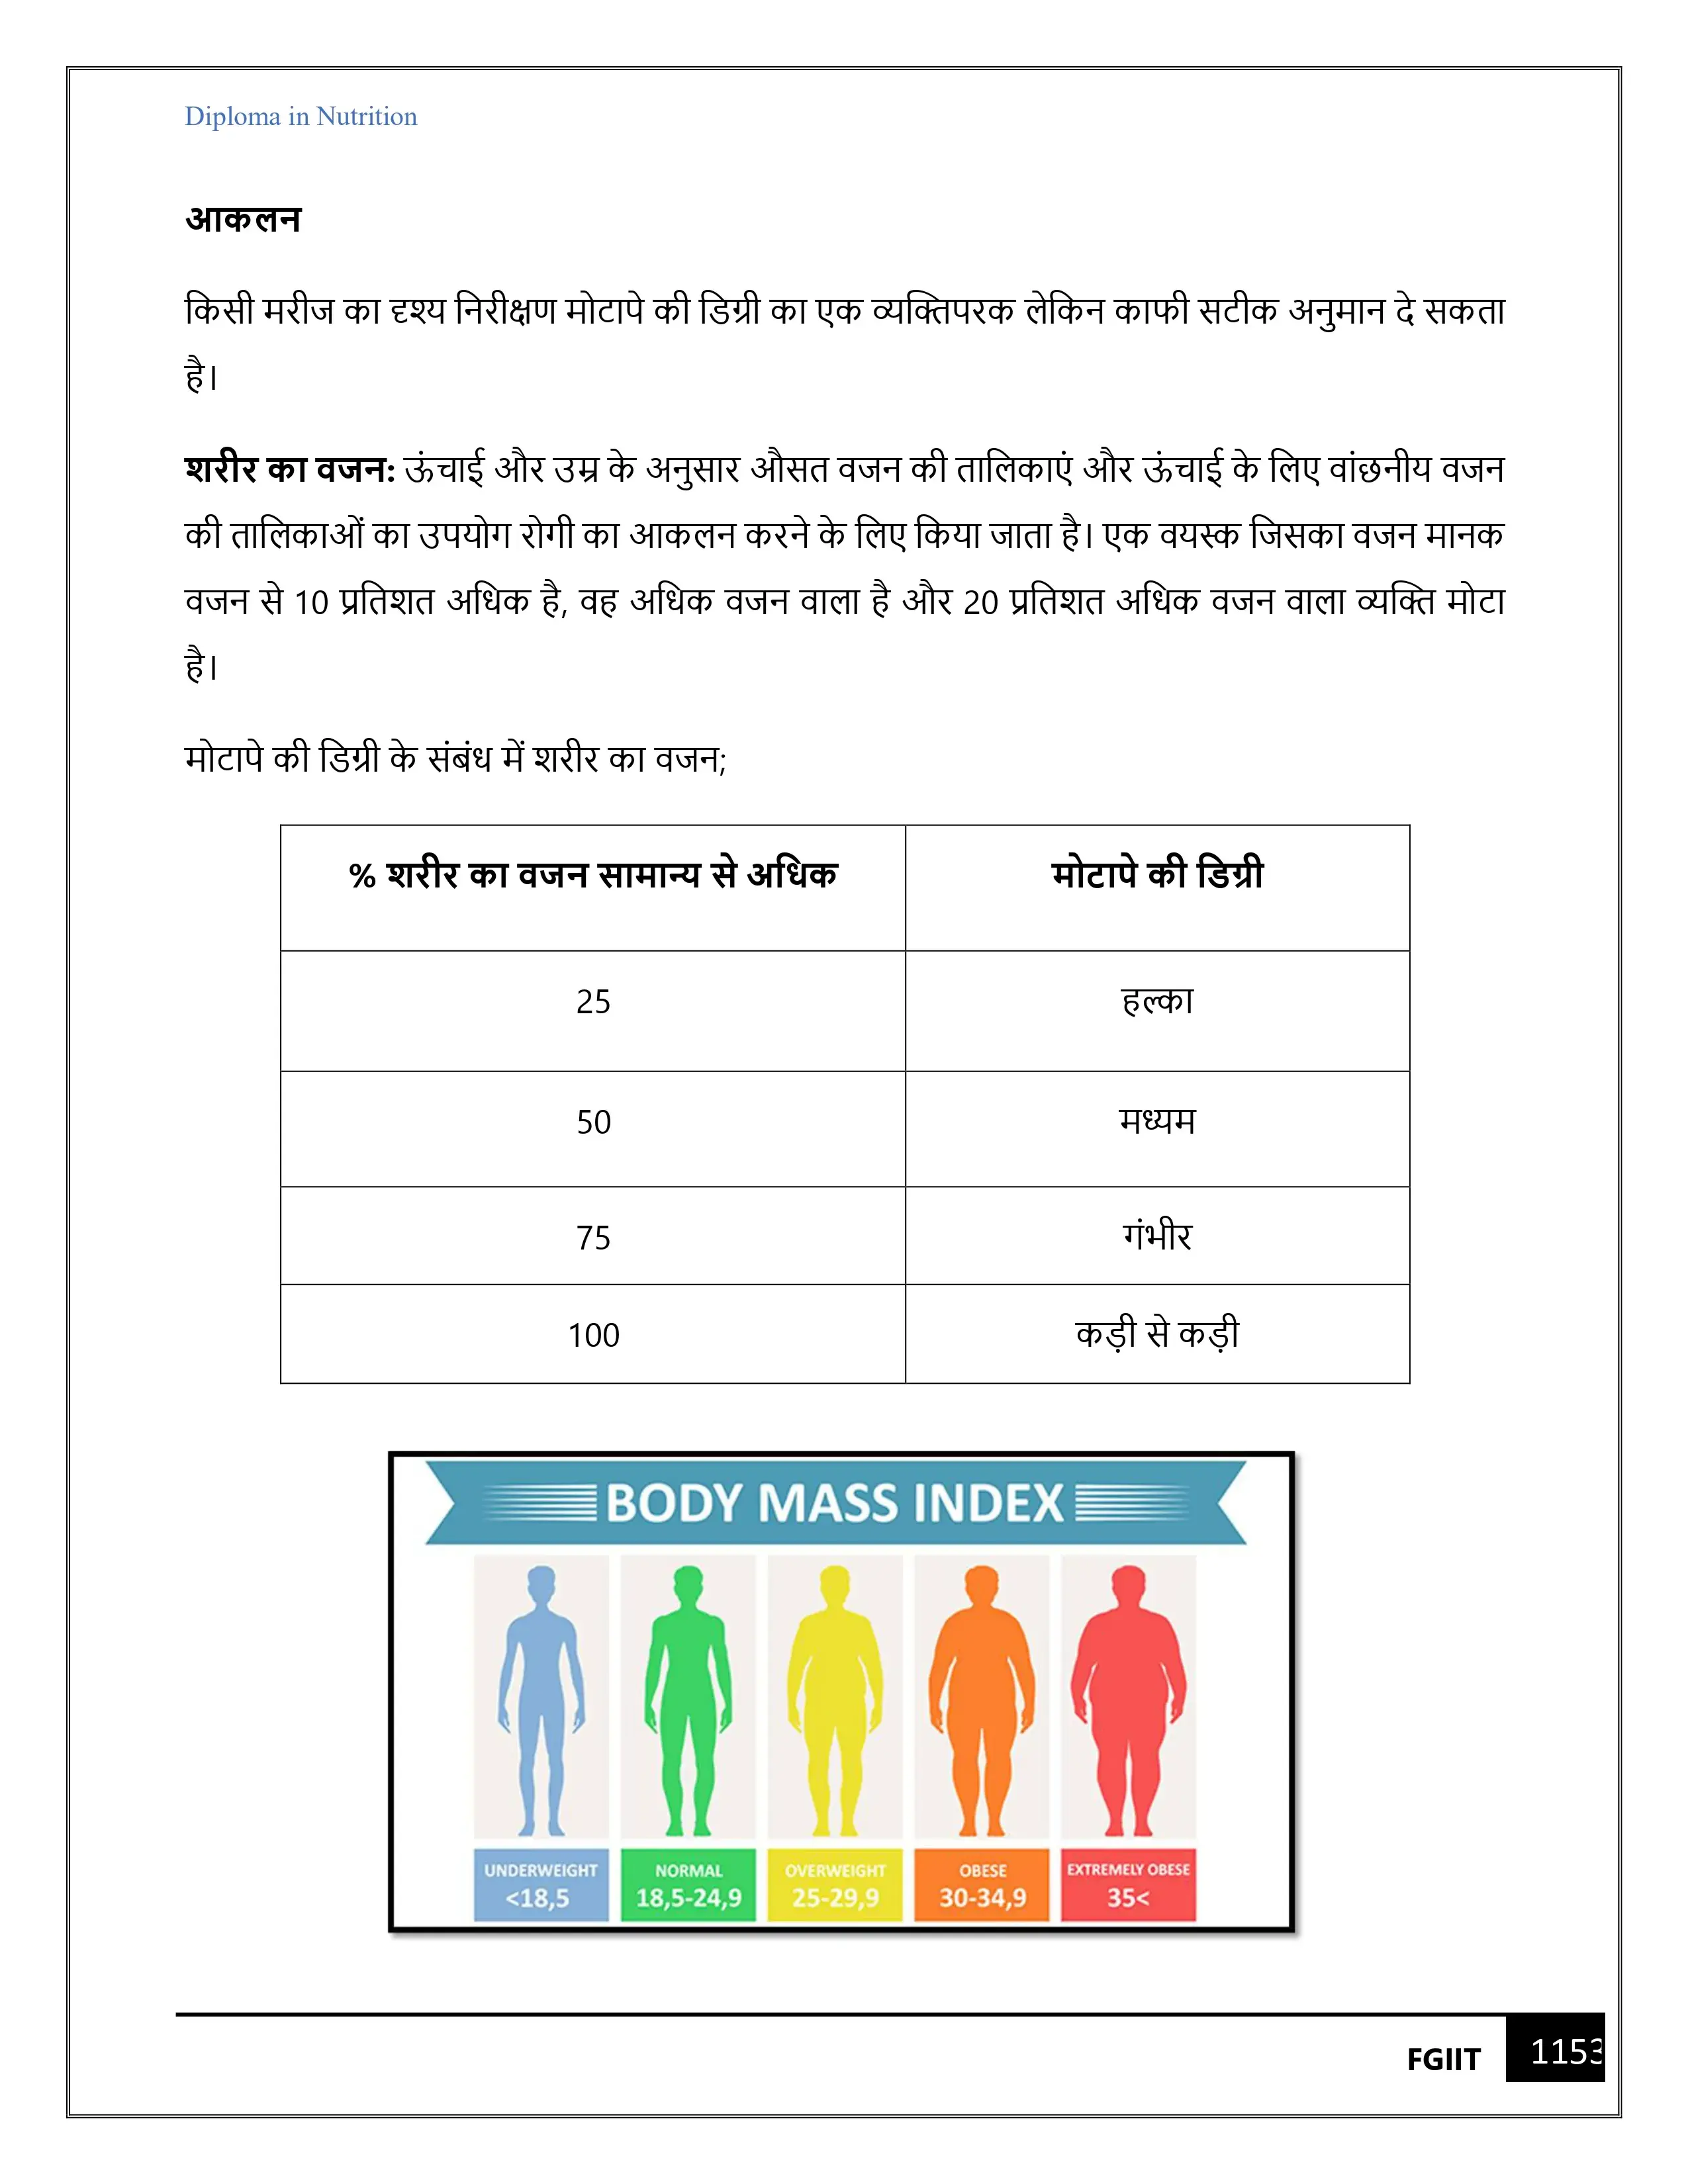 Diploma in Nutrition
आकलन
किसी मरीज का दृश्य निरीक्षण मोटापे की डिग्री का एक व्यक्तिपरक लेकिन काफी सटीक अनुमान दे सकता
है।
शरीर का वजन: ऊंचाई और उम्र के अनुसार औसत वजन की तालिकाएं और ऊंचाई के लिए वांछनीय वजन
की तालिकाओं का उपयोग रोगी का आकलन करने के लिए किया जाता है। एक वयस्क जिसका वजन मानक
वजन से 10 प्रतिशत अधिक है, वह अधिक वजन वाला है और 20 प्रतिशत अधिक वजन वाला व्यक्ति मोटा
है।
मोटापे की डिग्री के संबंध में शरीर का वजन;
% शरीर का वजन सामान्य से अधिक मोटापे की डिग्री
25 हल्का
50 मध्यम
75 गंभीर
100 कड़ी से कड़ी
BODY MASS INDEX
UNDERWEIGHT NORMAL OVERWEIGHT OBESE EXTREMELY OBESE
<18,5 18,5-24,9 25-29,9 30-34,9 35<
FGIIT 1153